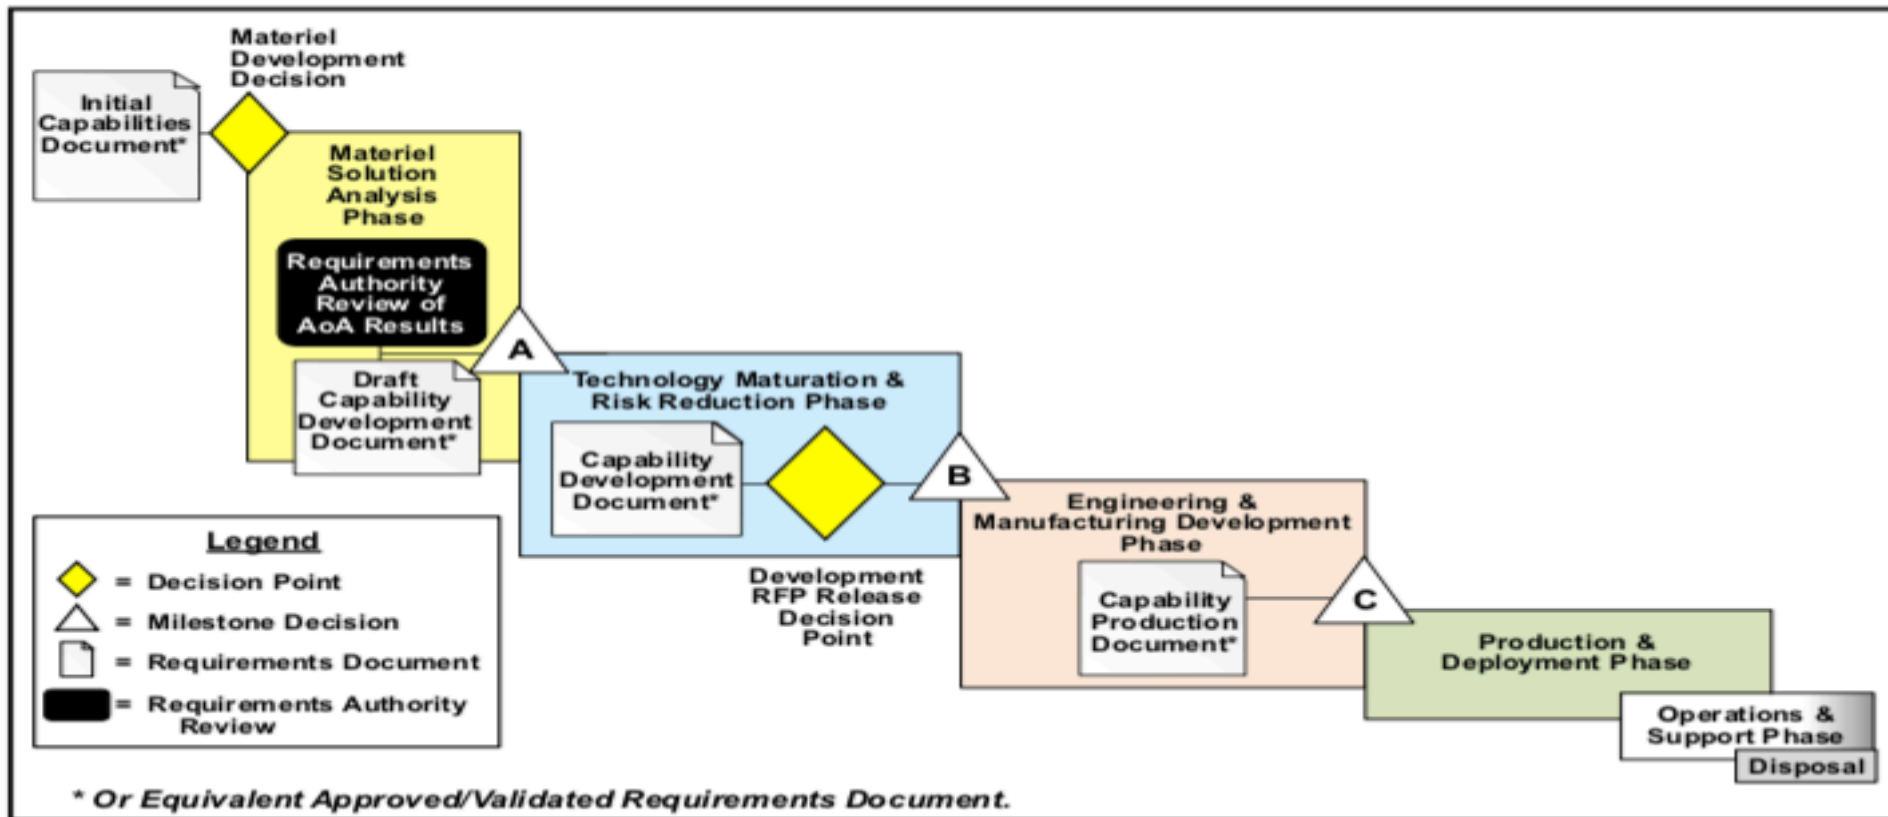 Materiel
Development
Decision
Initial
Capabilities
Document*
Materiel
Solution
Analysis
Phase
Requirements
Authority
Review of
AoA Results
A
Draft
Capability
Development
Document*
Technology Maturation &
Risk Reduction Phase
Capability
Development
Document*
B
Development
RFP Release
Decision
Point
Engineering &
Manufacturing Development
Phase
Capability
Production
Document*
C
Production &
Deployment Phase
Operations &
Support Phase
Disposal
Legend
= Decision Point
= Milestone Decision
= Requirements Document
= Requirements Authority
Review
* Or Equivalent Approved/Validated Requirements Document.